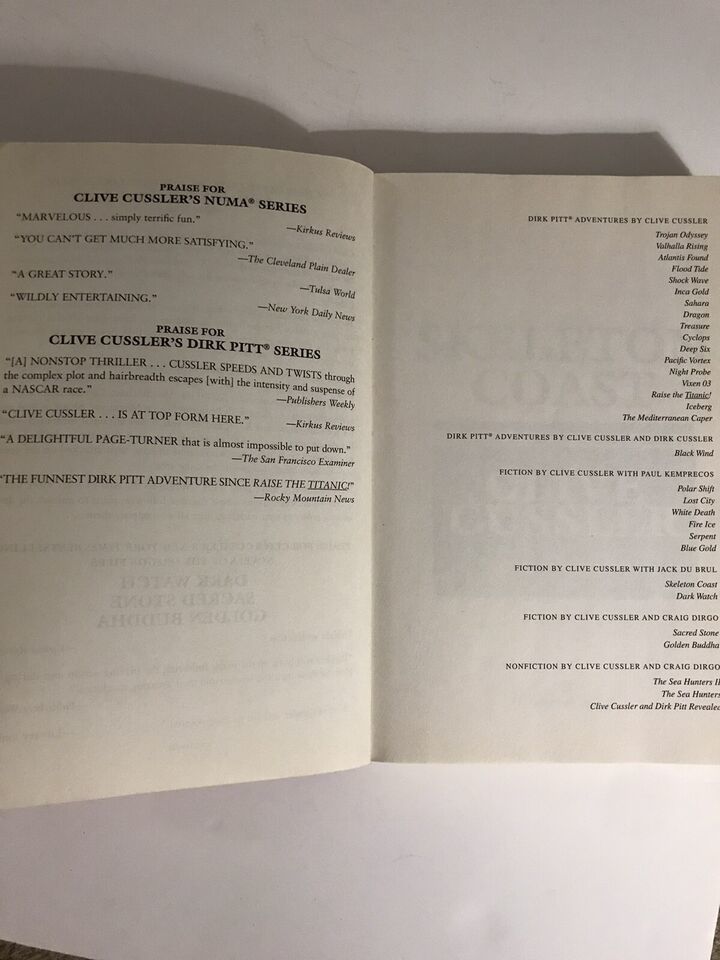 PRAISE FOR
CLIVE CUSSLER'S NUMA® SERIES
"MARVELOUS . . . simply terrific fun."
—Kirkus Reviews
"YOU CAN'T GET MUCH MORE SATISFYING."
—The Cleveland Plain Dealer
"A GREAT STORY."
—Tulsa World
"WILDLY ENTERTAINING."
—New York Daily News
PRAISE FOR
CLIVE CUSSLER'S DIRK PITT® SERIES
"[A] NONSTOP THRILLER . . . CUSSLER SPEEDS AND TWISTS through
the complex plot and hairbreadth escapes [with] the intensity and suspense of
a NASCAR race."
—Publishers Weekly
"CLIVE CUSSLER . . . IS AT TOP FORM HERE."
—Kirkus Reviews
"A DELIGHTFUL PAGE-TURNER that is almost impossible to put down."
—The San Francisco Examiner
"THE FUNNEST DIRK PITT ADVENTURE SINCE RAISE THE TITANIC!"
—Rocky Mountain News
DARK WATCH
SACRED STONE
GOLDEN BUDDHA
DIRK PITT® ADVENTURES BY CLIVE CUSSLER
Trojan Odyssey
Valhalla Rising
Atlantis Found
Flood Tide
Shock Wave
Inca Gold
Sahara
Dragon
Treasure
Cyclops
Deep Six
Pacific Vortex
Night Probe
Vixen 03
Raise the Titanic!
Iceberg
The Mediterranean Caper
DIRK PITT® ADVENTURES BY CLIVE CUSSLER AND DIRK CUSSLER
Black Wind
FICTION BY CLIVE CUSSLER WITH PAUL KEMPRECOS
Polar Shift
Lost City
White Death
Fire Ice
Serpent
Blue Gold
FICTION BY CLIVE CUSSLER WITH JACK DU BRUL
Skeleton Coast
Dark Watch
FICTION BY CLIVE CUSSLER AND CRAIG DIRGO
Sacred Stone
Golden Buddha
NONFICTION BY CLIVE CUSSLER AND CRAIG DIRGO
The Sea Hunters II
The Sea Hunters
Clive Cussler and Dirk Pitt Revealed